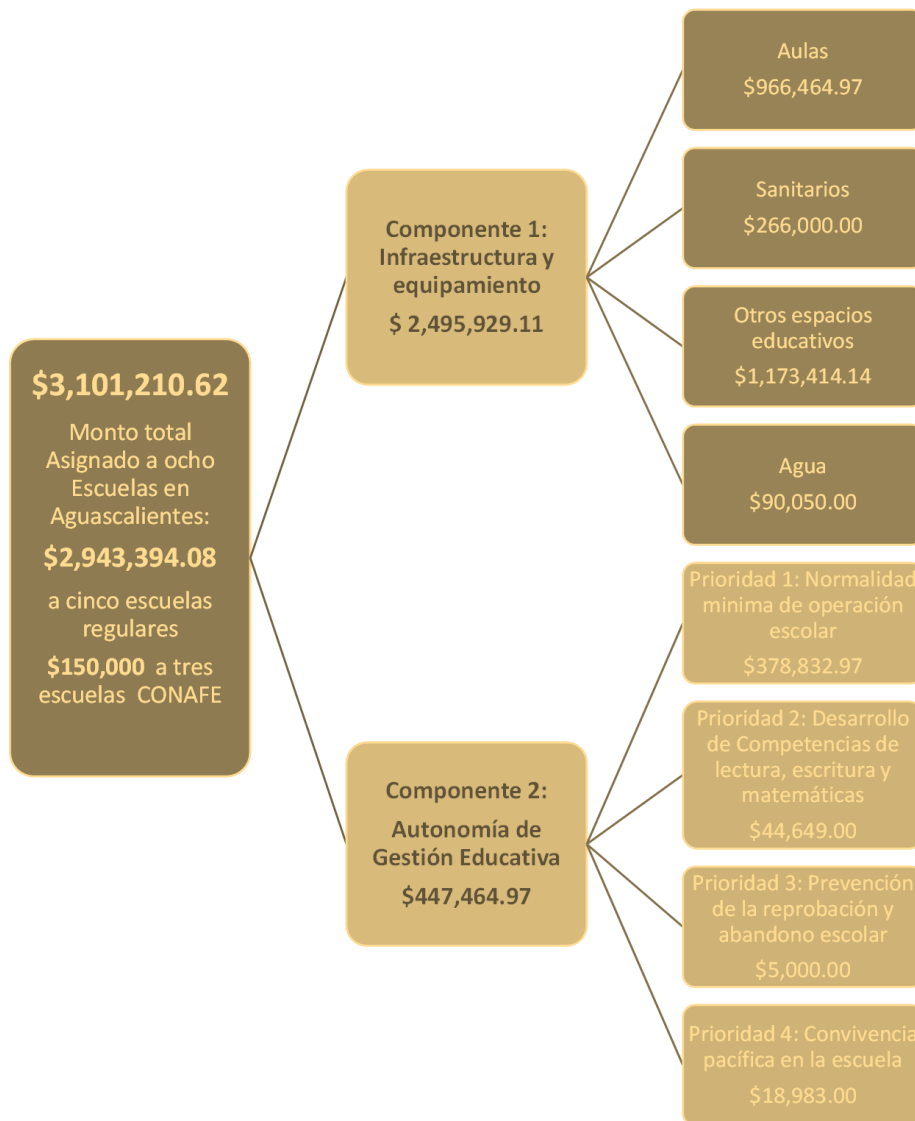 $3,101,210.62
Monto total
Asignado a ocho
Escuelas en
Aguascalientes:
$2,943,394.08
a cinco escuelas
regulares
$150,000 a tres
escuelas CONAFE
Componente 1:
Infraestructura y
equipamiento
$ 2,495,929.11
Aulas
$966,464.97
Sanitarios
$266,000.00
Otros espacios
educativos
$1,173,414.14
Agua
$90,050.00
Componente 2:
Autonomía de
Gestión Educativa
$447,464.97
Prioridad 1: Normalidad
minima de operación
escolar
$378,832.97
Prioridad 2: Desarrollo
de Competencias de
lectura, escritura y
matemáticas
$44,649.00
Prioridad 3: Prevención
de la reprobación y
abandono escolar
$5,000.00
Prioridad 4: Convivencia
pacífica en la escuela
$18,983.00